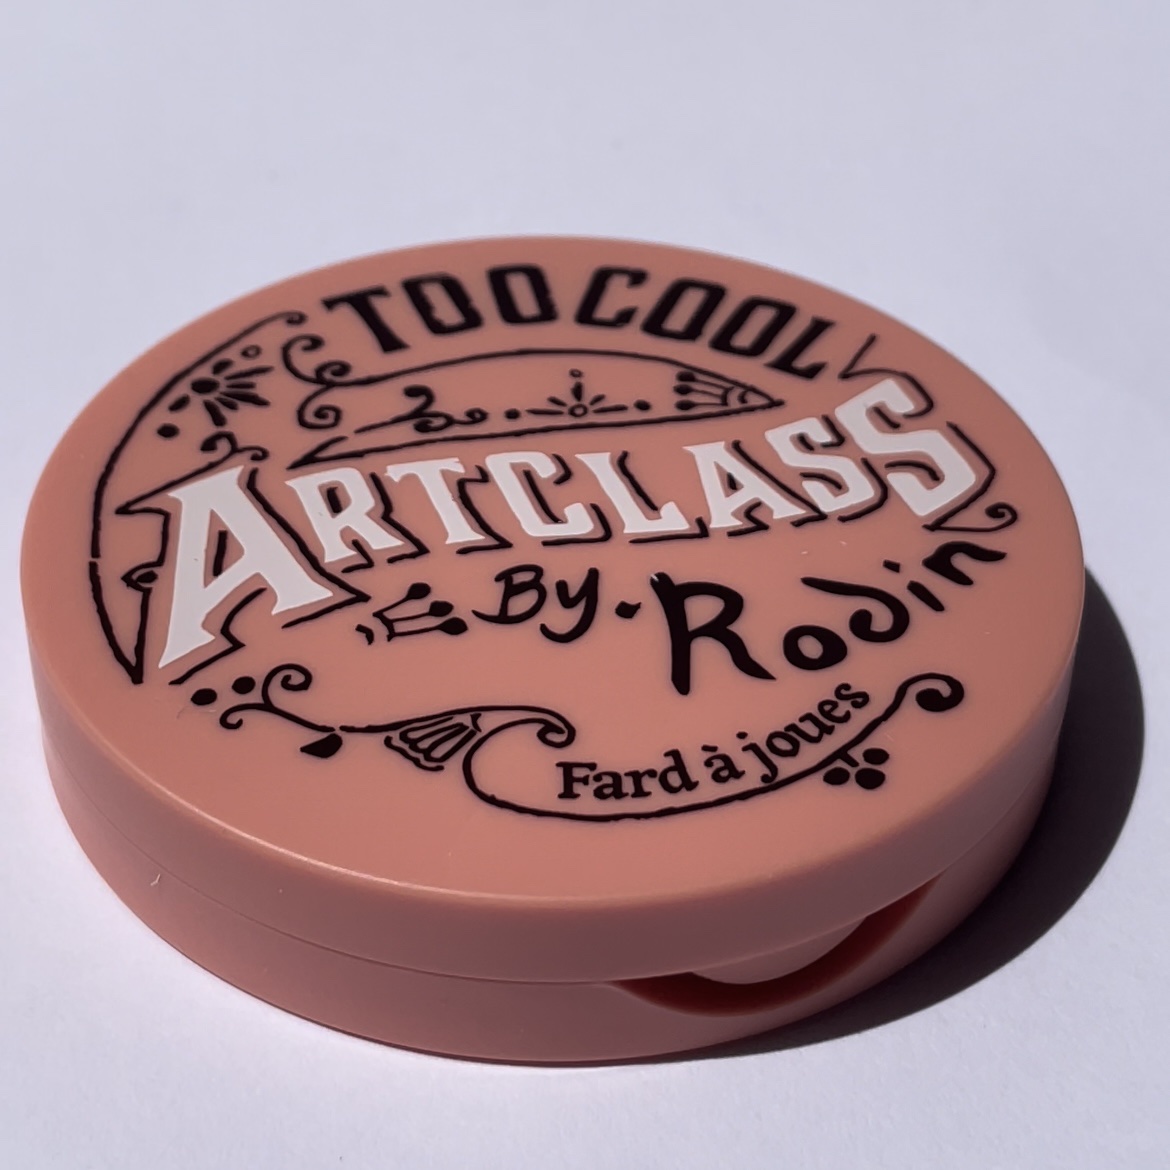 TOO COOL
ARTCLASS
By. Rodin
Fard à joues